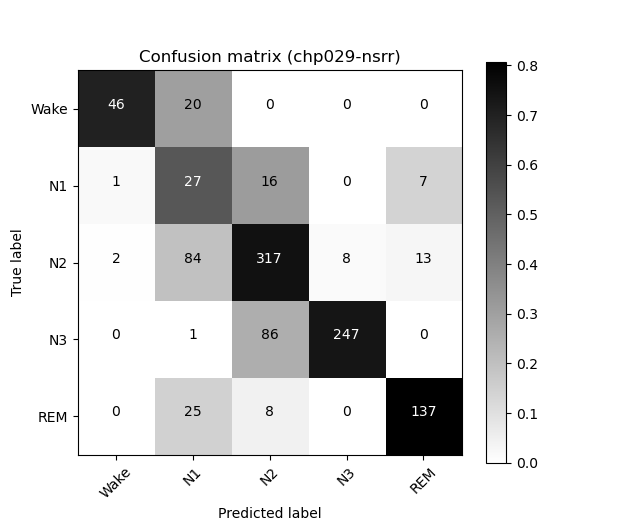 Confusion matrix (chp029-nsrr)
0.8
Wake 46 20 0 0 0
0.7
0.6
N1 1 27 16 0 7
0.5
True label
N2 2 84 317 8 13
0.4
0.3
N3 0 1 86 247 0
0.2
0.1
REM 0 25 8 0 137
0.0
Wake N1 N2 N3 REM
Predicted label